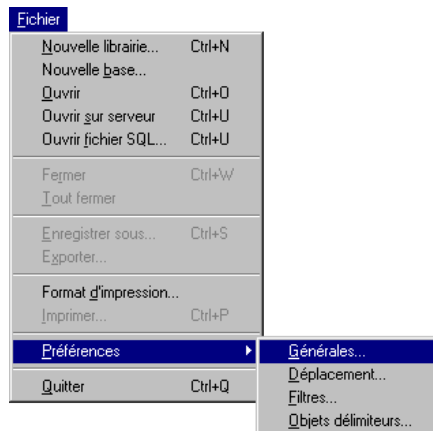 Fichier
Nouvelle librairie... Ctrl+N
Nouvelle base...
Ouvrir Ctrl+O
Ouvrir sur serveur Ctrl+U
Ouvrir fichier SQL... Ctrl+U
Fermer Ctrl+W
Tout fermer
Enregistrer sous... Ctrl+S
Exporter...
Format d'impression...
Imprimer... Ctrl+P
Préférences Générales...
Déplacement...
Quitter Ctrl+Q
Filtres...
Objets délimiteurs...